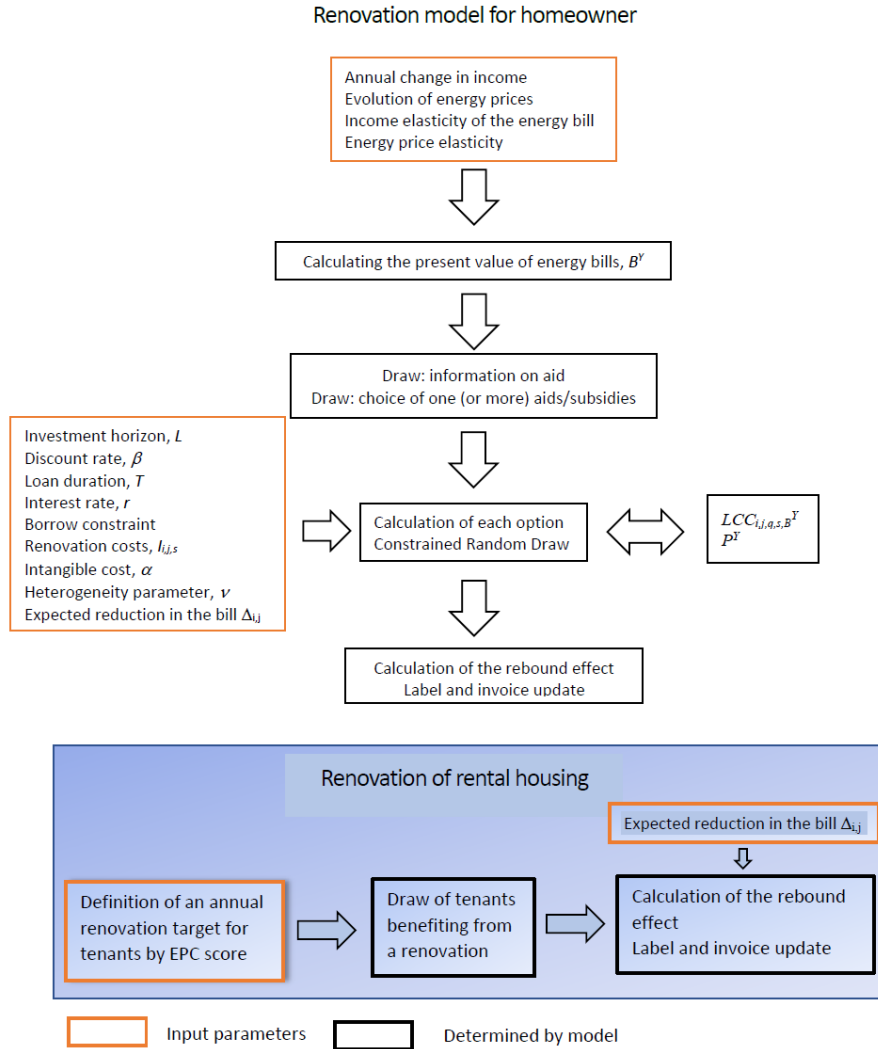 Renovation model for homeowner
Annual change in income
Evolution of energy prices
Income elasticity of the energy bill
Energy price elasticity
Calculating the present value of energy bills, B^Y
Draw: information on aid
Draw: choice of one (or more) aids/subsidies
Investment horizon, L
Discount rate, β
Loan duration, T
Interest rate, r
Borrow constraint
Renovation costs, I_{i,j,s}
Intangible cost, α
Heterogeneity parameter, ν
Expected reduction in the bill Δ_{i,j}
Calculation of each option
Constrained Random Draw
LCC_{i,j,q,s,B}^Y
P^Y
Calculation of the rebound effect
Label and invoice update
Renovation of rental housing
Expected reduction in the bill Δ_{i,j}
Definition of an annual
renovation target for
tenants by EPC score
Draw of tenants
benefiting from
a renovation
Calculation of the rebound
effect
Label and invoice update
Input parameters
Determined by model